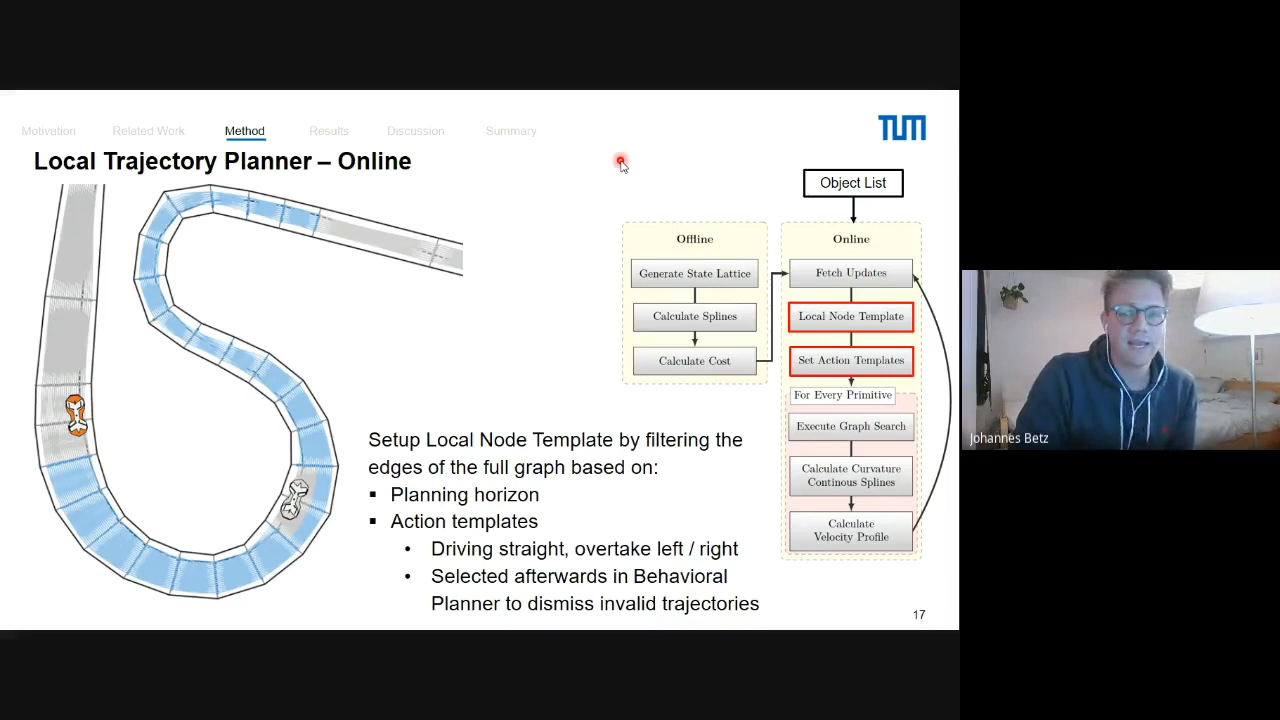 Motivation Related Work Method Results Discussion Summary
TUM
Local Trajectory Planner – Online
Object List
Offline
Generate State Lattice
Calculate Splines
Calculate Cost
Online
Fetch Updates
Local Node Template
Set Action Templates
For Every Primitive
Execute Graph Search
Calculate Curvature
Continous Splines
Calculate
Velocity Profile
Setup Local Node Template by filtering the
edges of the full graph based on:
▪ Planning horizon
▪ Action templates
• Driving straight, overtake left / right
• Selected afterwards in Behavioral
Planner to dismiss invalid trajectories
17
Johannes Betz